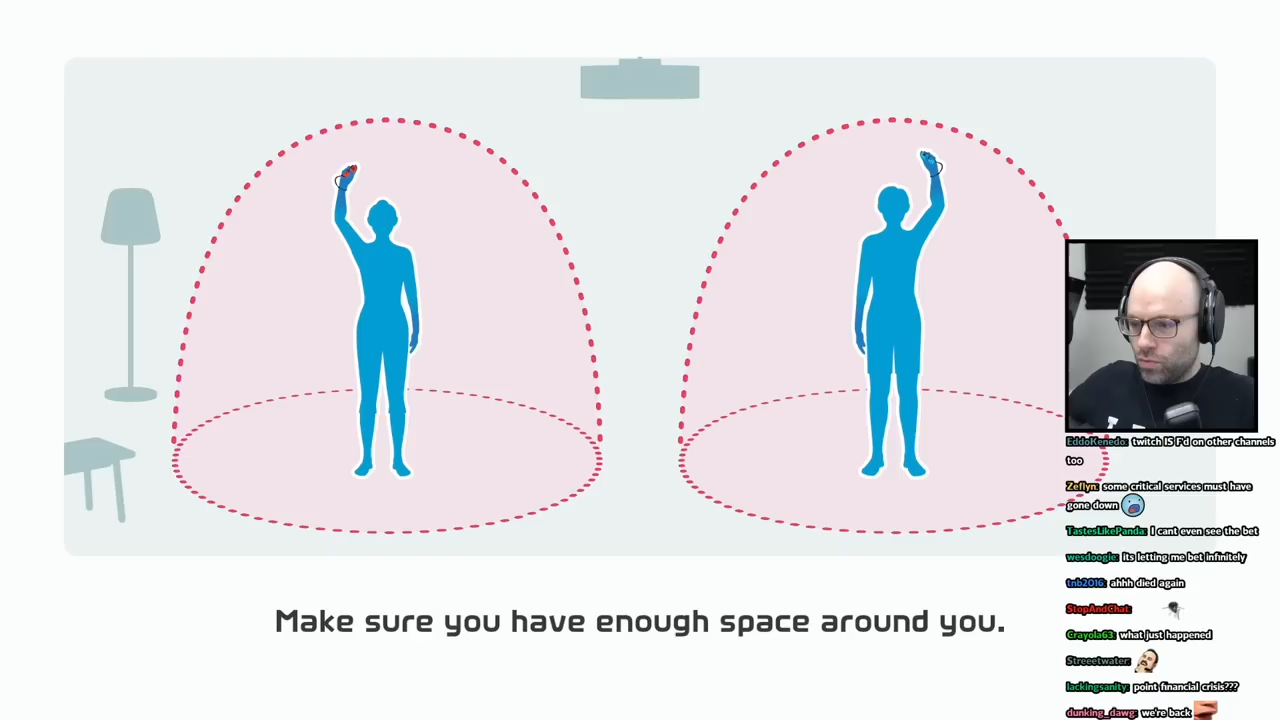 EddoKenedo: twitch IS F'd on other channels
too
Zeflyn: some critical services must have
gone down
TastesLikePanda: I cant even see the bet
wesdoogie: its letting me bet infinitely
tnb2016: ahhh died again
StopAndChat:
Crayola63: what just happened
Streeetwater:
lackingsanity: point financial crisis???
dunking_dawg: we're back
Make sure you have enough space around you.